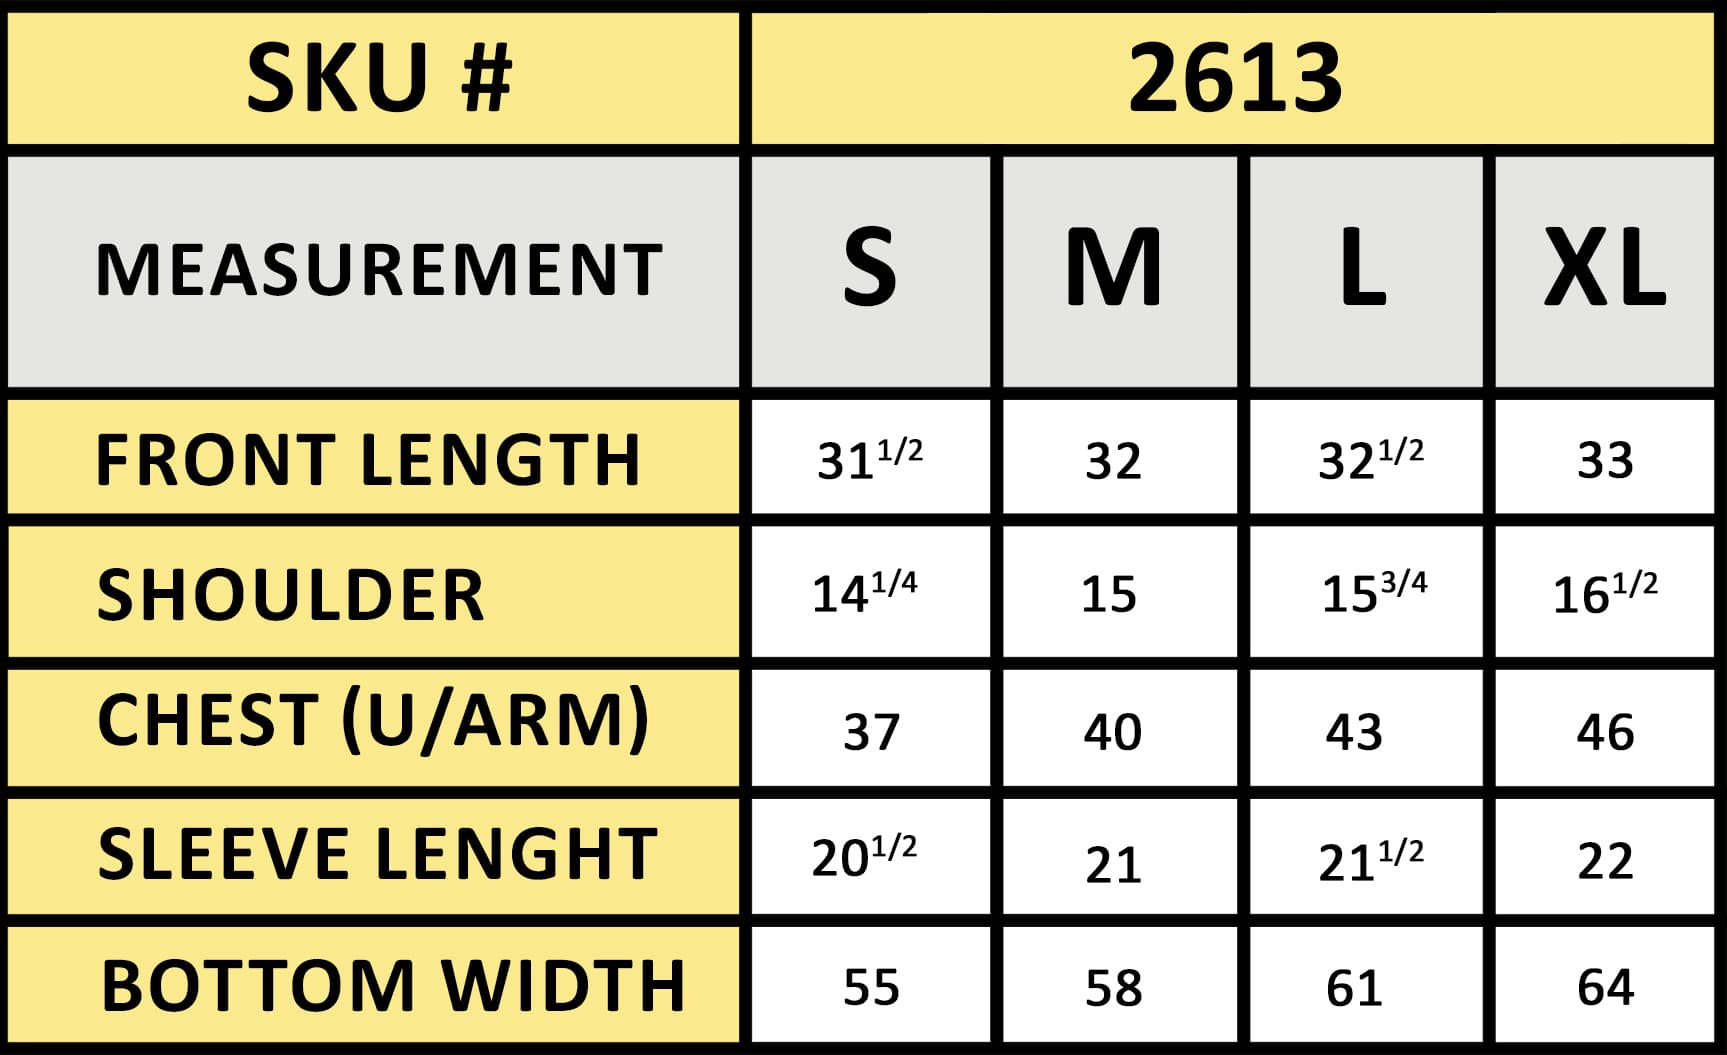 SKU # 2613
MEASUREMENT S M L XL
FRONT LENGTH 31 1/2 32 32 1/2 33
SHOULDER 14 1/4 15 15 3/4 16 1/2
CHEST (U/ARM) 37 40 43 46
SLEEVE LENGHT 20 1/2 21 21 1/2 22
BOTTOM WIDTH 55 58 61 64